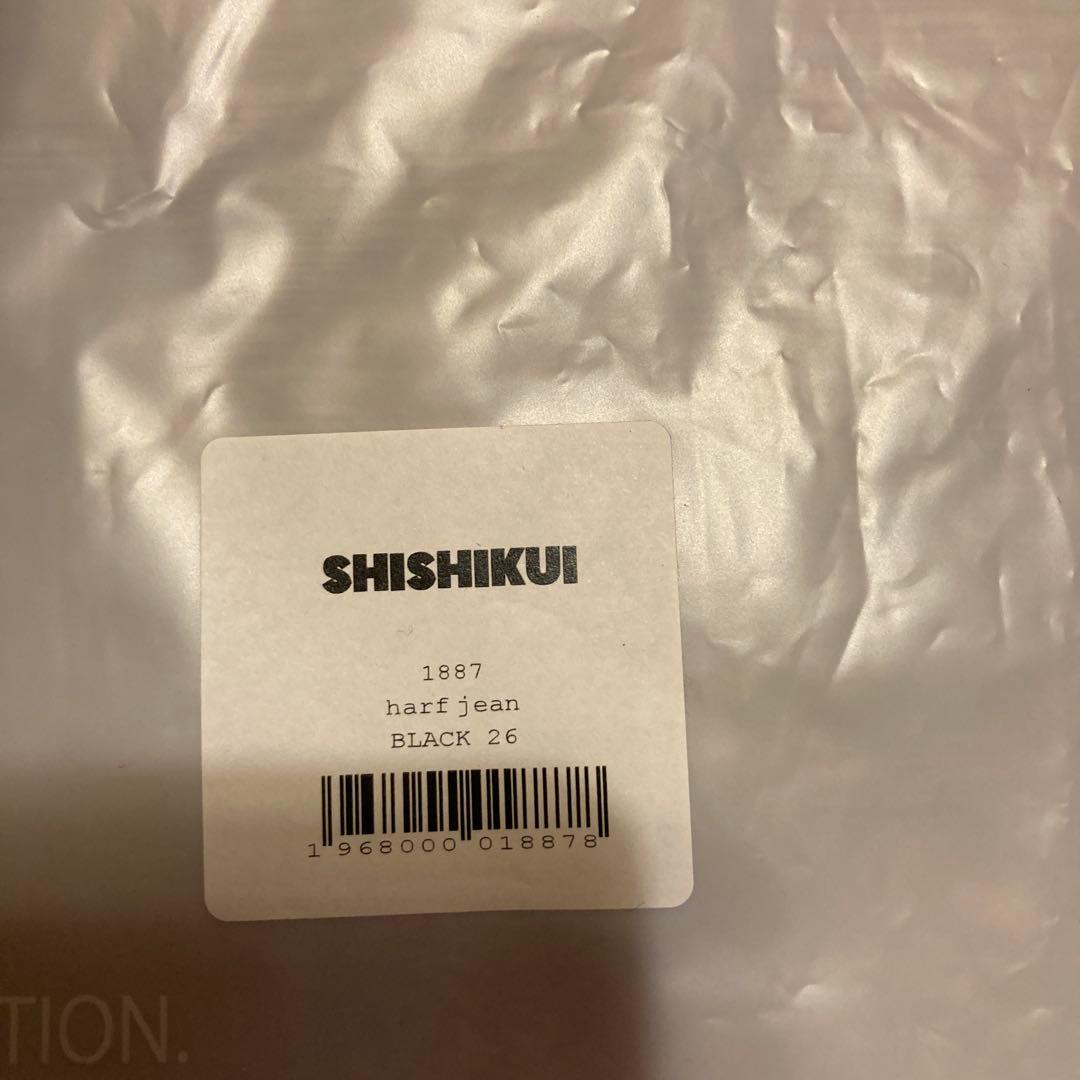 SHISHIKUI
1887
harf jean
BLACK 26
1 968000 018878
TION.